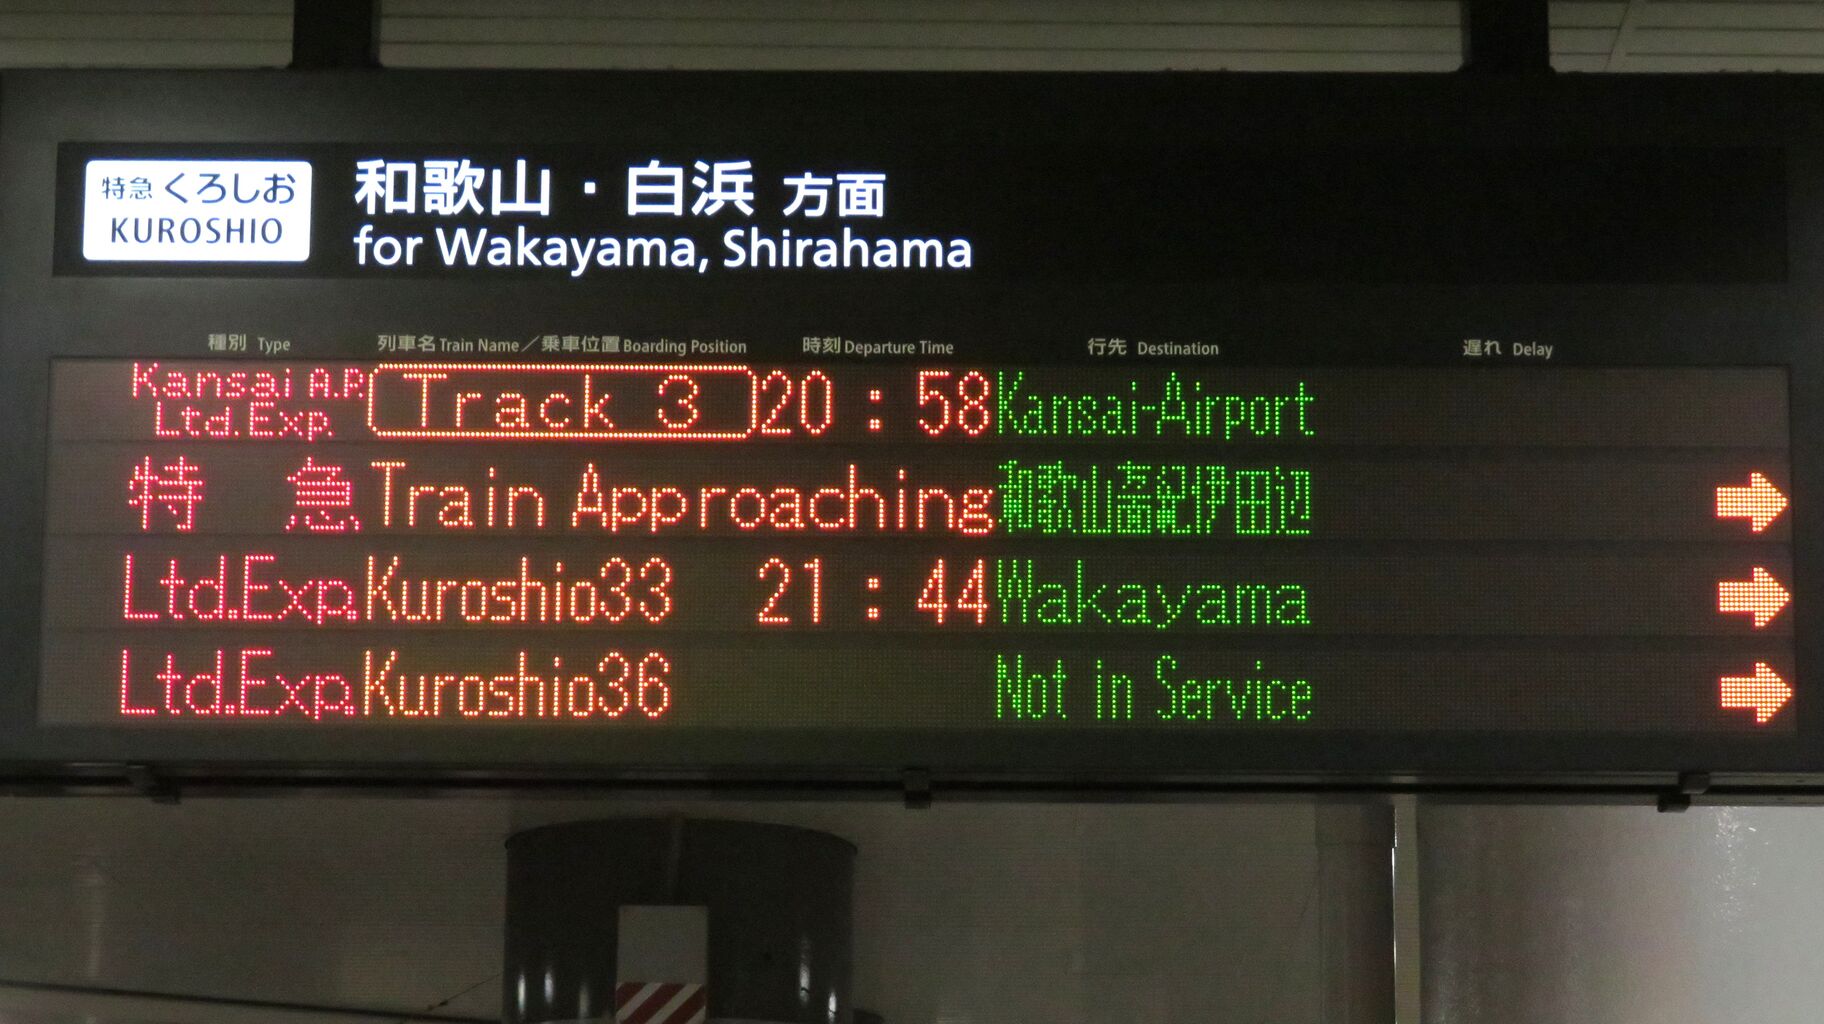 特急 くろしお
KUROSHIO
和歌山・白浜 方面
for Wakayama, Shirahama
種別 Type 列車名 Train Name／乗車位置 Boarding Position 時刻 Departure Time 行先 Destination 遅れ Delay
Kansai A.P. Ltd.Exp. Track 3 20:58 Kansai-Airport
特急 Train Approaching 和歌山 紀伊田辺
Ltd.Exp. Kuroshio33 21:44 Wakayama
Ltd.Exp. Kuroshio36 Not in Service